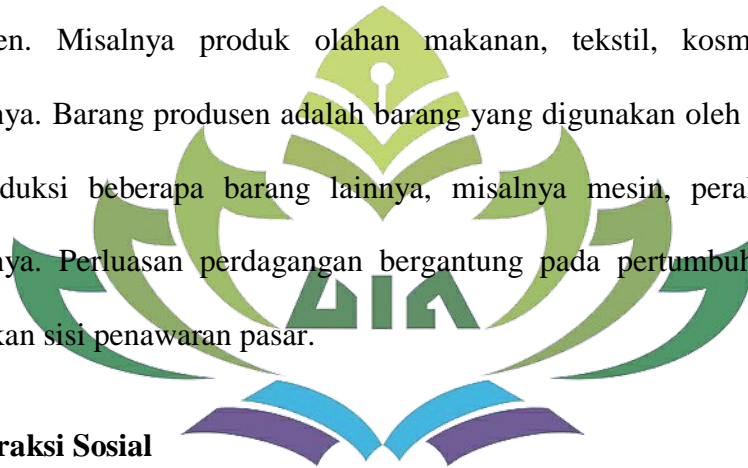 en. Misalnya produk olahan makanan, tekstil, kosm
nya. Barang produsen adalah barang yang digunakan oleh
duksi beberapa barang lainnya, misalnya mesin, peral
nya. Perluasan perdagangan bergantung pada pertumbuh
kan sisi penawaran pasar.
UIN
raksi Sosial